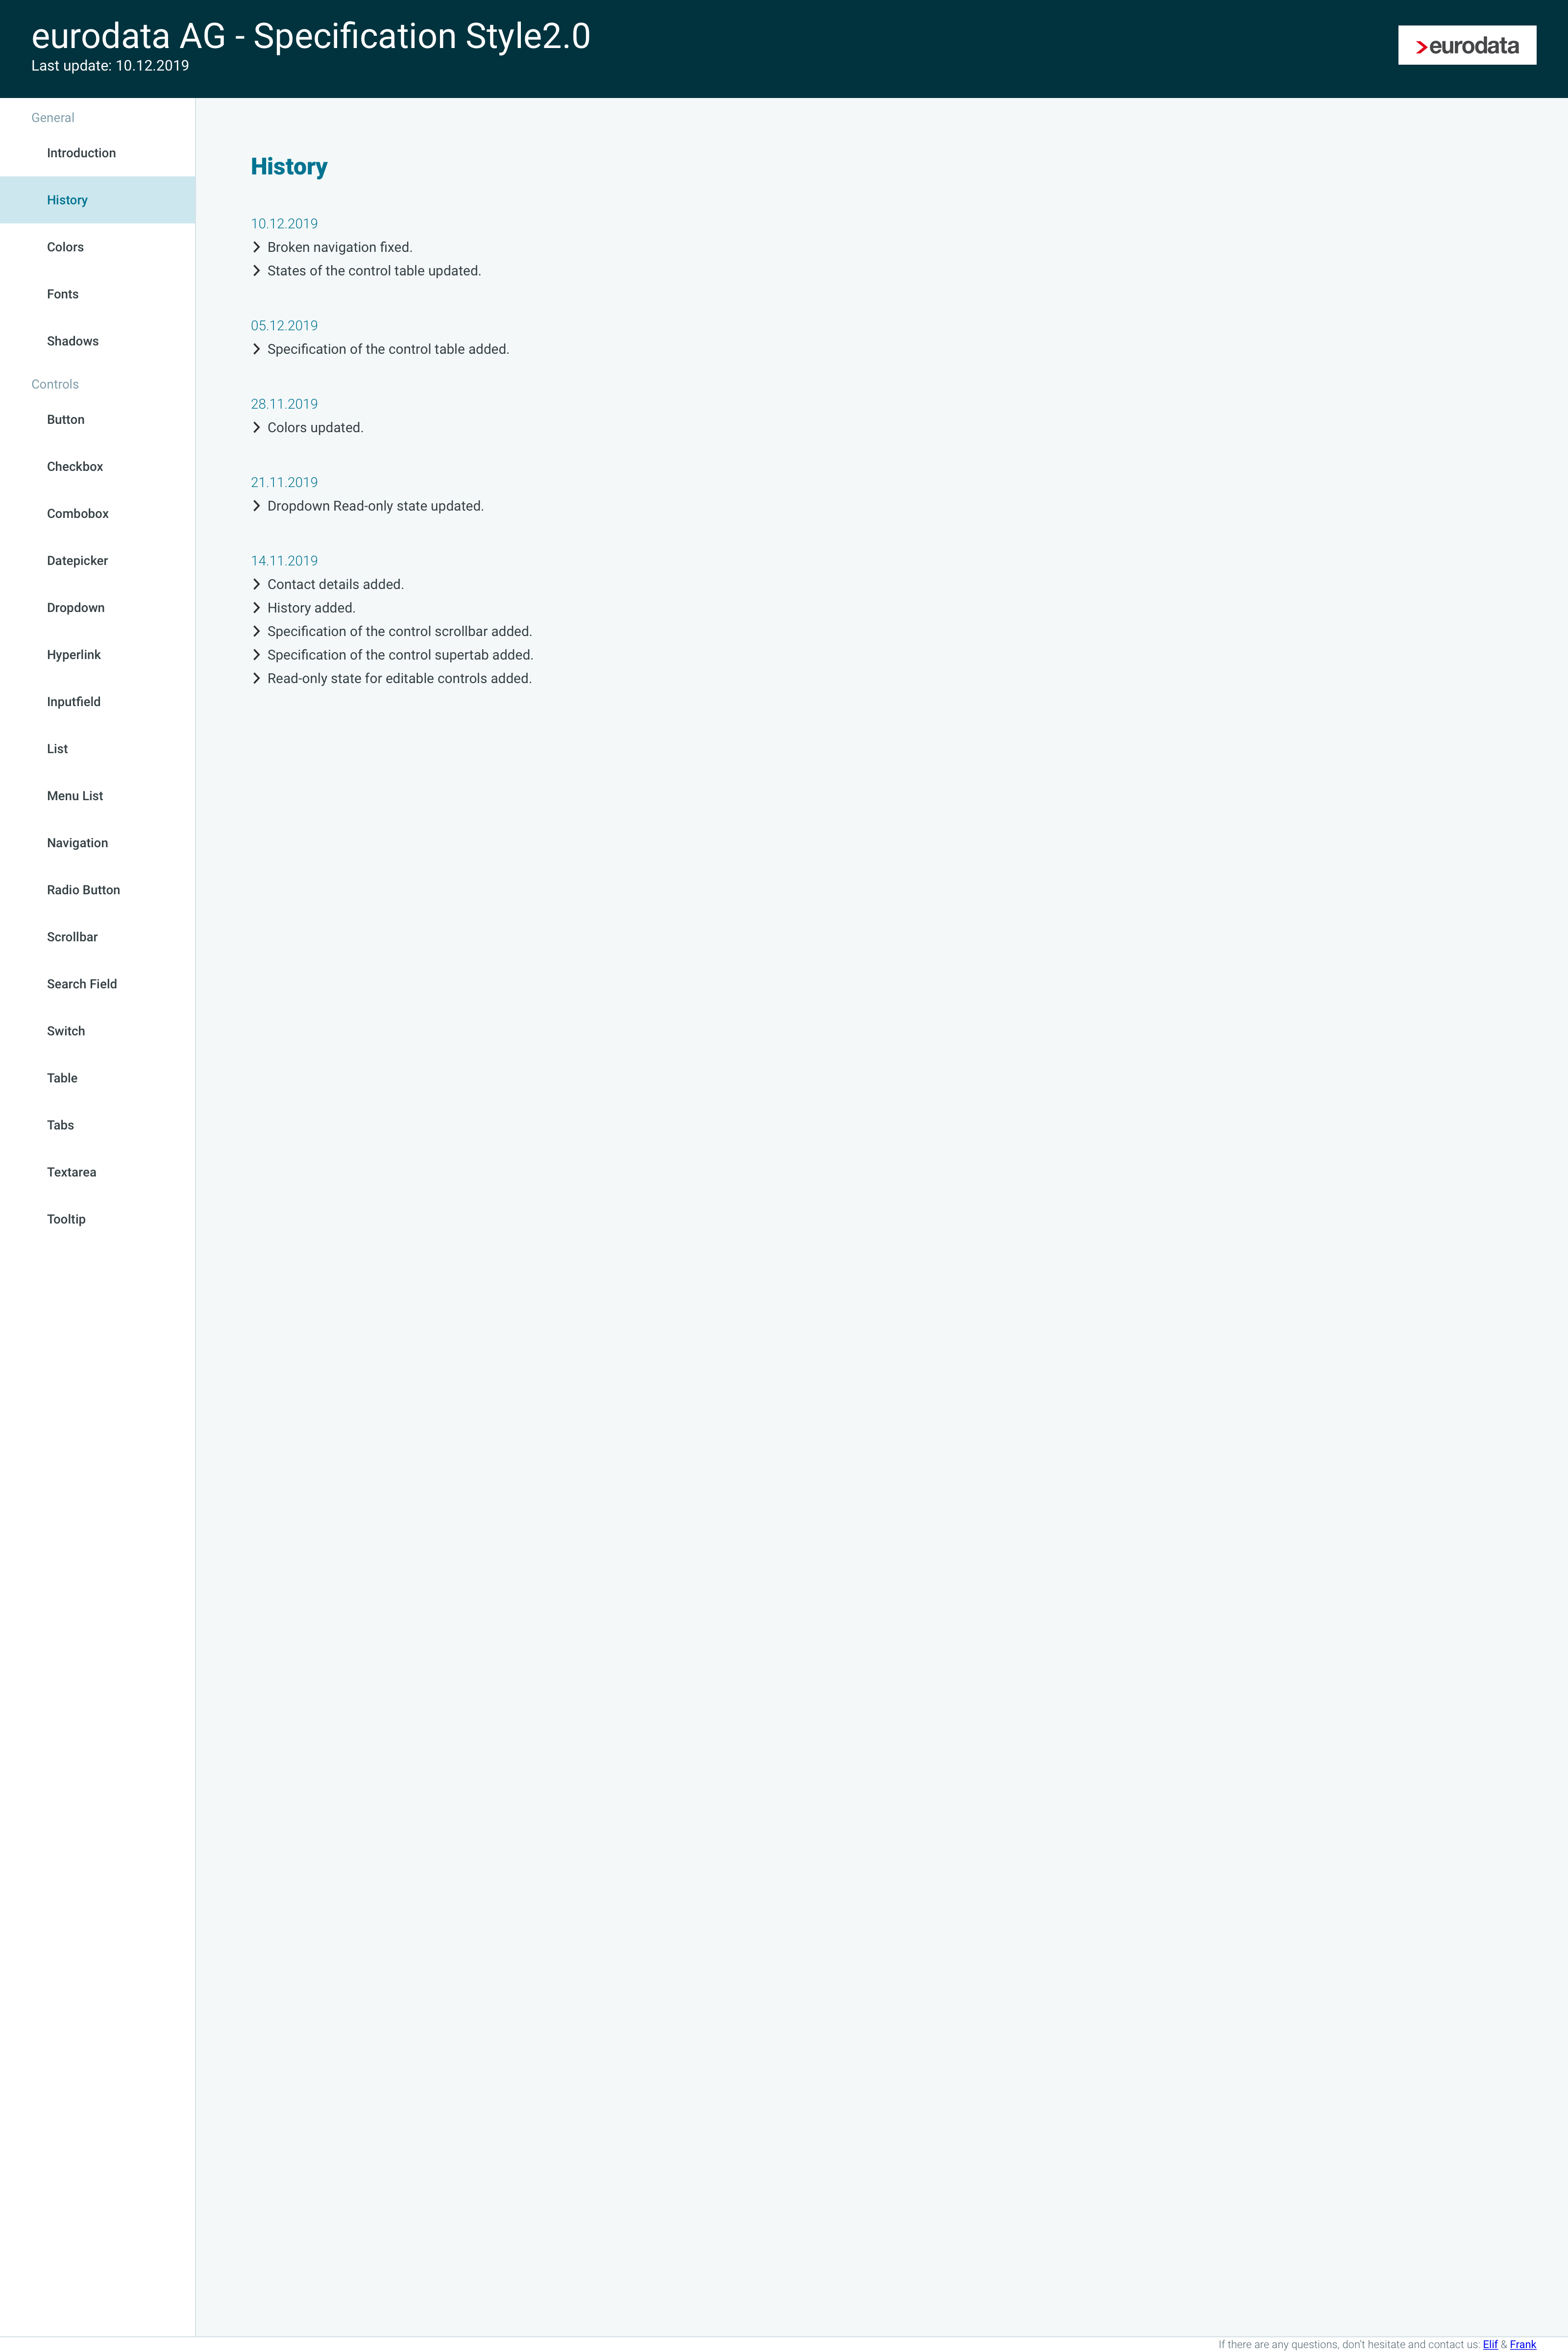 eurodata AG - Specification Style2.0
Last update: 10.12.2019
eurodata
General
Introduction
History
Colors
Fonts
Shadows
Controls
Button
Checkbox
Combobox
Datepicker
Dropdown
Hyperlink
Inputfield
List
Menu List
Navigation
Radio Button
Scrollbar
Search Field
Switch
Table
Tabs
Textarea
Tooltip
History
10.12.2019
Broken navigation fixed.
States of the control table updated.
05.12.2019
Specification of the control table added.
28.11.2019
Colors updated.
21.11.2019
Dropdown Read-only state updated.
14.11.2019
Contact details added.
History added.
Specification of the control scrollbar added.
Specification of the control supertab added.
Read-only state for editable controls added.
If there are any questions, don't hesitate and contact us: Elif & Frank